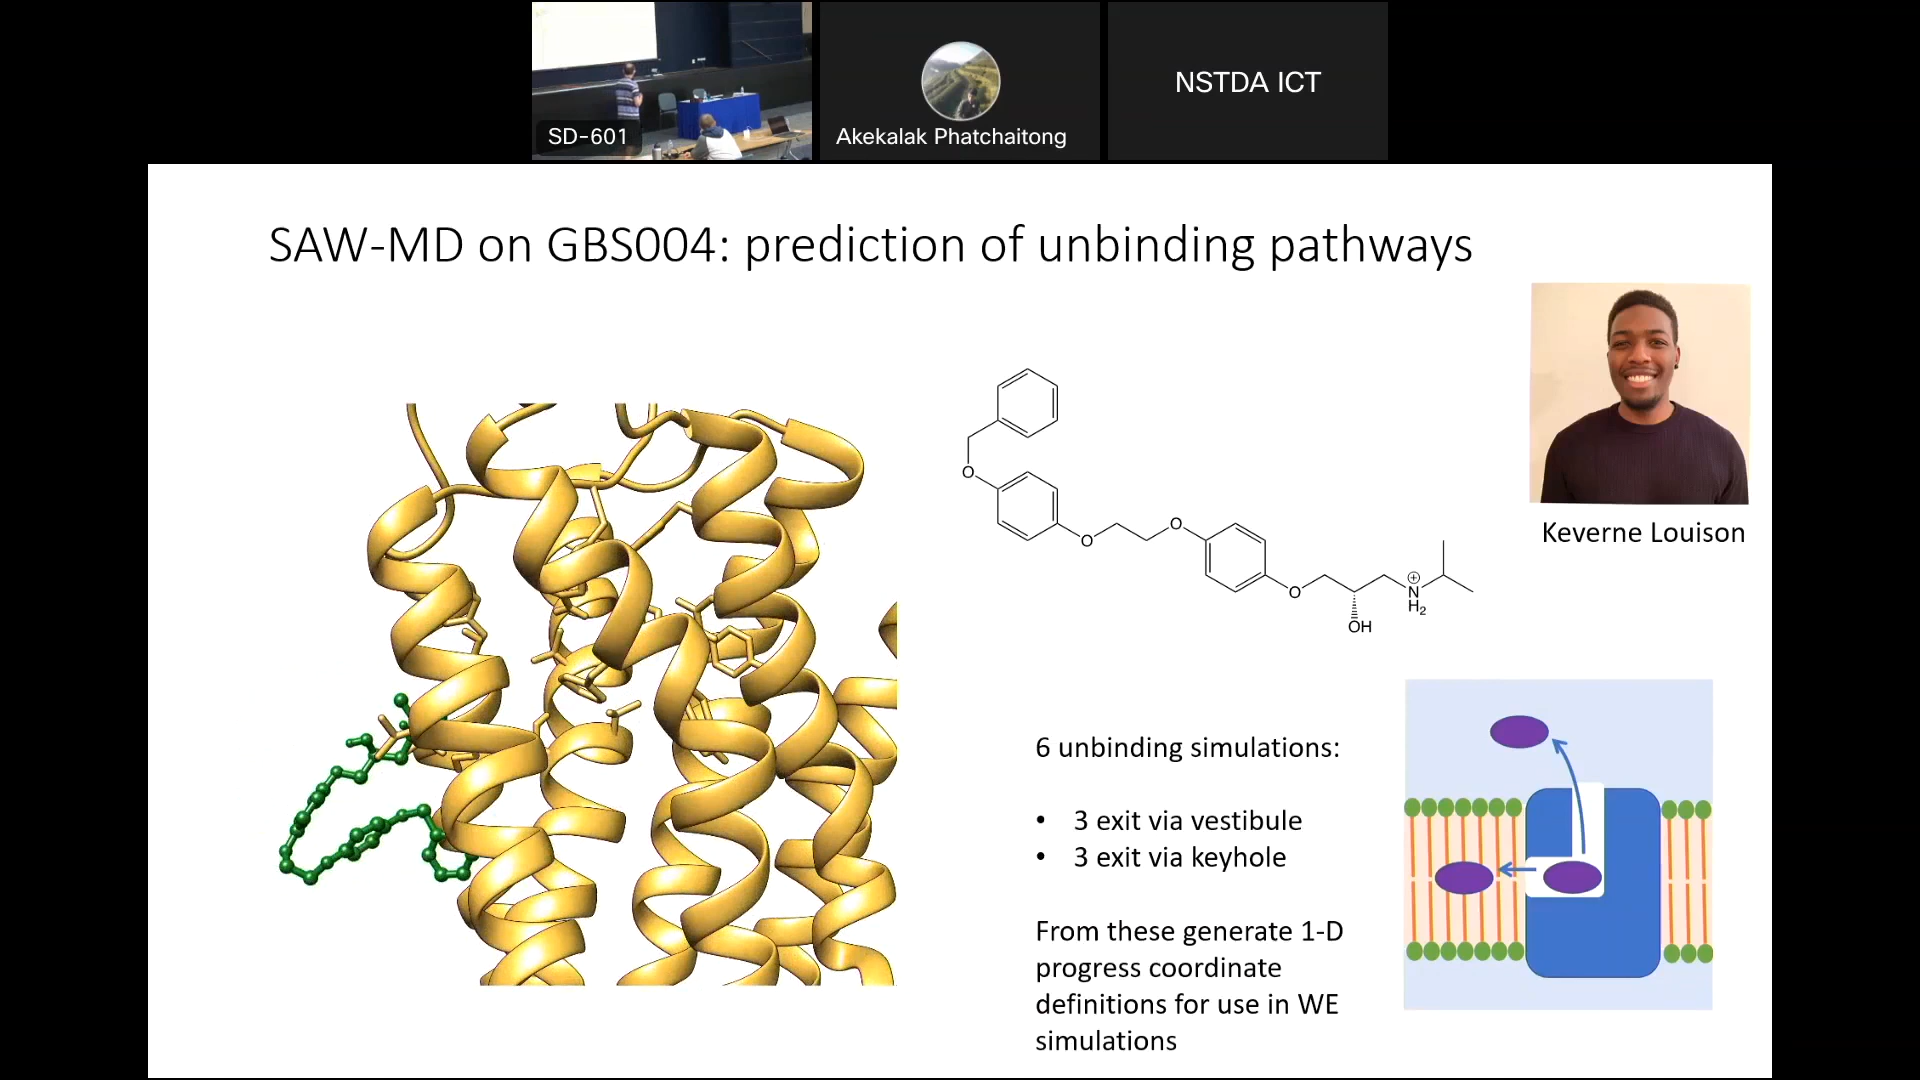 SD-601
Akekalak Phatchaitong
NSTDA ICT
SAW-MD on GBS004: prediction of unbinding pathways
Keverne Louison
O
O
O
O
OH
⊕
N
H2
6 unbinding simulations:
• 3 exit via vestibule
• 3 exit via keyhole
From these generate 1-D
progress coordinate
definitions for use in WE
simulations